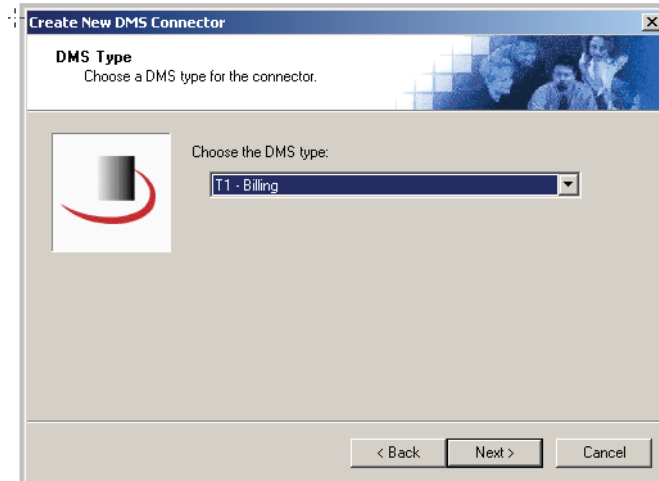 Create New DMS Connector
DMS Type
Choose a DMS type for the connector.
Choose the DMS type:
T1 - Billing
< Back
Next >
Cancel